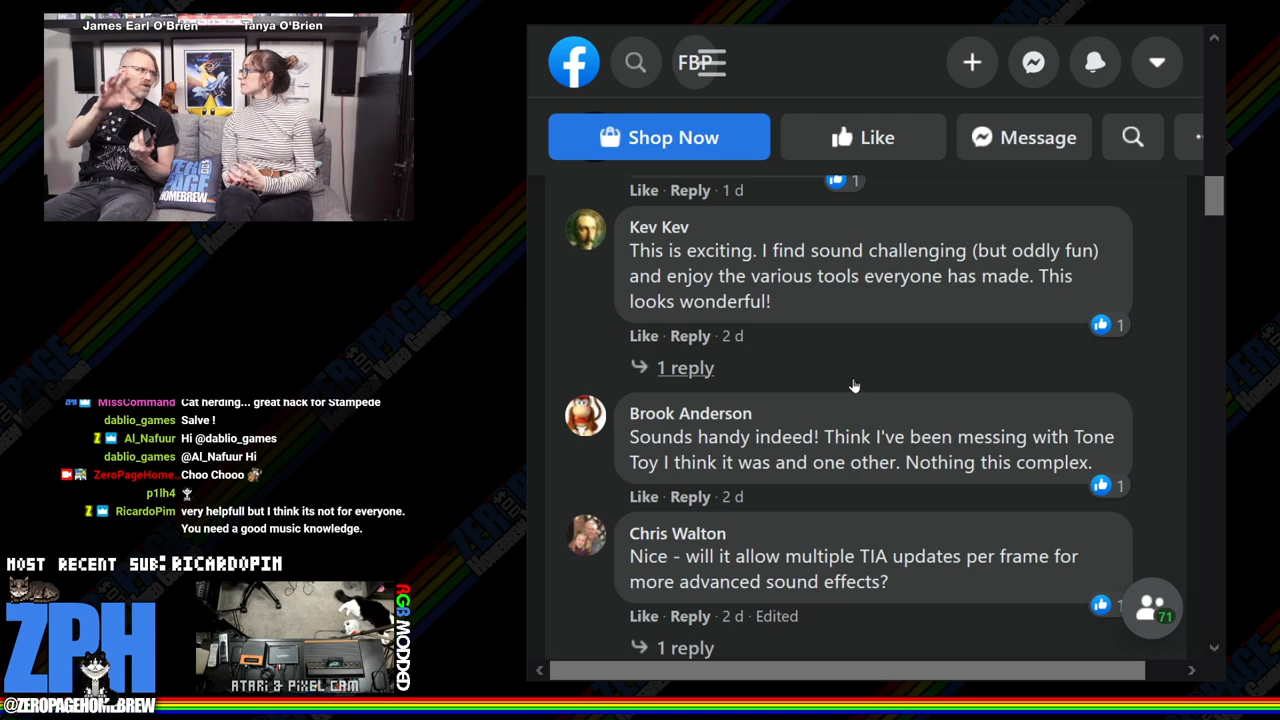 James Earl O'Brien
Tanya O'Brien
ZERO
PAGE
HOMEBREW
FBP
Shop Now
Like
Message
Like · Reply · 1 d
1
Kev Kev
This is exciting. I find sound challenging (but oddly fun)
and enjoy the various tools everyone has made. This
looks wonderful!
1
Like · Reply · 2 d
1 reply
Brook Anderson
Sounds handy indeed! Think I've been messing with Tone
Toy I think it was and one other. Nothing this complex.
1
Like · Reply · 2 d
Chris Walton
Nice - will it allow multiple TIA updates per frame for
more advanced sound effects?
1
Like · Reply · 2 d · Edited
1 reply
71
MissCommand Cat herding... great hack for Stampede
dablio_games Salve !
Z Al_Nafuur Hi @dablio_games
dablio_games @Al_Nafuur Hi
ZeroPageHome... Choo Chooo
p1lh4
Z RicardoPim very helpfull but I think its not for everyone.
You need a good music knowledge.
MOST RECENT SUB: RICARDOPIM
ZPH
@ZEROPAGEHOMEBREW
RGB MODDED
ATARI & PIXEL CAM